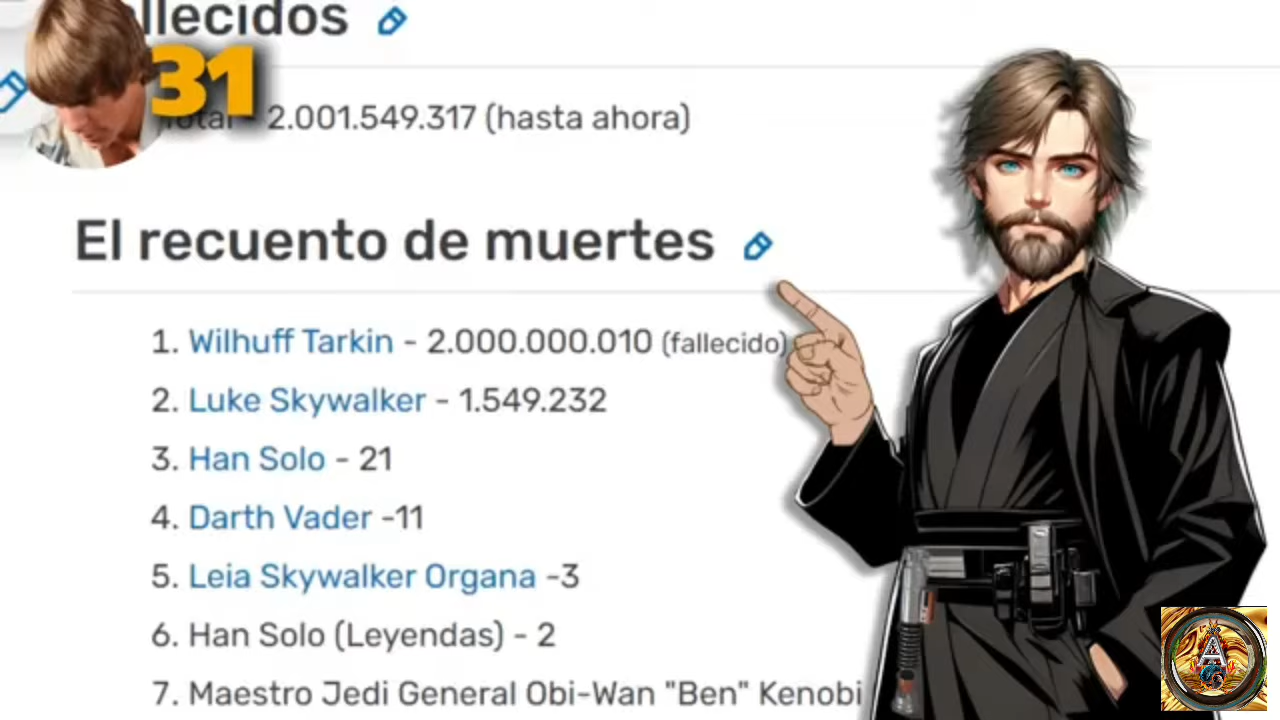 llecidos
31
Total - 2.001.549.317 (hasta ahora)
El recuento de muertes
1. Wilhuff Tarkin - 2.000.000.010 (fallecido)
2. Luke Skywalker - 1.549.232
3. Han Solo - 21
4. Darth Vader -11
5. Leia Skywalker Organa -3
6. Han Solo (Leyendas) - 2
7. Maestro Jedi General Obi-Wan "Ben" Kenobi